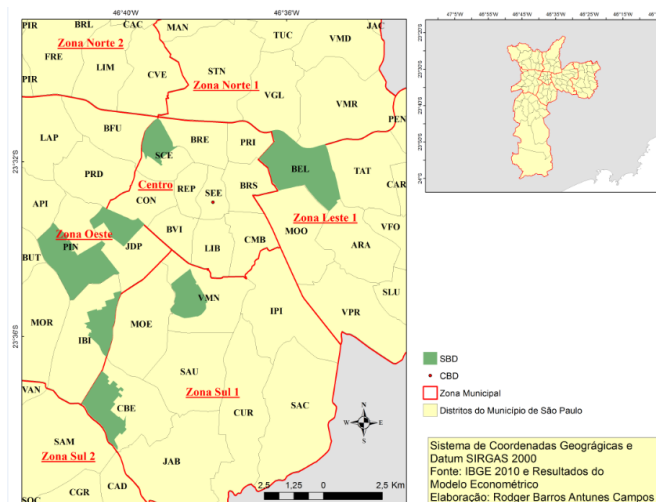 46°40'W
46°36'W
PIR
BRL
CAC
MAN
JAC
Zona Norte 2
TUC
VMD
FRE
LIM
STN
PIR
CVE
Zona Norte 1
VGL
VMR
PEN
BFU
LAP
BRE
PRI
SCE
23°32'S
BEL
TAT
PRD
Centro
REP
SEE
BRS
CAR
API
CON
Zona Leste 1
Zona Oeste
BVI
MOO
VFO
PIN
JDP
LIB
CMB
ARA
BUT
SLU
VMN
MOR
MOE
IPI
VPR
23°36'S
IBI
SAU
VAN
Zona Sul 1
CBE
CUR
SAC
N
W
E
S
SAM
Zona Sul 2
JAB
CAD
CGR
SOC
2,5
1,25
0
2,5 Km
SBD
CBD
Zona Municipal
Distritos do Município de São Paulo
Sistema de Coordenadas Geográgicas e
Datum SIRGAS 2000
Fonte: IBGE 2010 e Resultados do
Modelo Econométrico
Elaboração: Rodger Barros Antunes Campos